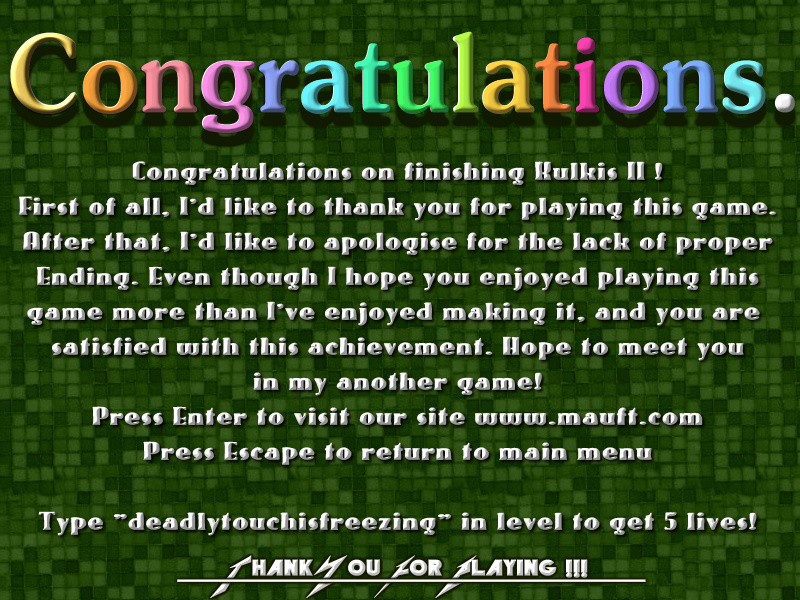 Congratulations.
Congratulations on finishing Kulkis II !
First of all, I'd like to thank you for playing this game.
After that, I'd like to apologise for the lack of proper
Ending. Even though I hope you enjoyed playing this
game more than I've enjoyed making it, and you are
satisfied with this achievement. Hope to meet you
in my another game!
Press Enter to visit our site www.mauft.com
Press Escape to return to main menu
Type "deadlytouchisfreezing" in level to get 5 lives!
Thank You For Playing !!!